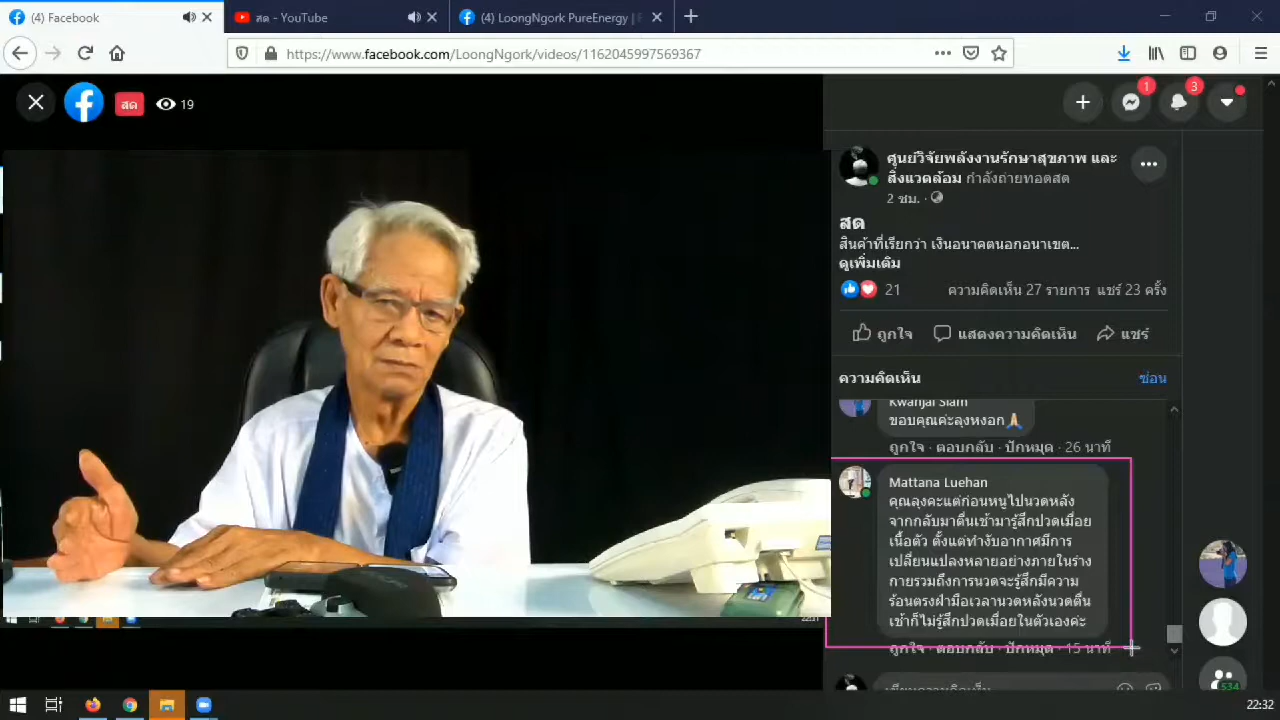 (4) Facebook
สด - YouTube
(4) LoongNgork PureEnergy |
https://www.facebook.com/LoongNgork/videos/1162045997569367
สด
19
1
3
ศูนย์วิจัยพลังงานรักษาสุขภาพ และ
สิ่งแวดล้อม กำลังถ่ายทอดสด
2 ชม. ·
สด
สินค้าที่เรียกว่า เงินอนาคตนอกอนาเขต...
ดูเพิ่มเติม
21 ความคิดเห็น 27 รายการ แชร์ 23 ครั้ง
ถูกใจ แสดงความคิดเห็น แชร์
ความคิดเห็น ซ่อน
Kwanjai Siam
ขอบคุณค่ะลุงหงอก🙏
ถูกใจ · ตอบกลับ · ปักหมุด · 26 นาที
Mattana Luehan
คุณลุงคะแต่ก่อนหนูไปนวดหลัง
จากกลับมาตื่นเช้ามารู้สึกปวดเมื่อย
เนื้อตัว ตั้งแต่ทำงับอากาศมีการ
เปลี่ยนแปลงหลายอย่างภายในร่าง
กายรวมถึงการนวดจะรู้สึกมีความ
ร้อนตรงฝ่ามือเวลานวดหลังนวดตื่น
เช้าก็ไม่รู้สึกปวดเมื่อยในตัวเองค่ะ
ถูกใจ · ตอบกลับ · ปักหมุด · 15 นาที
เขียนความคิดเห็น
534
22:32